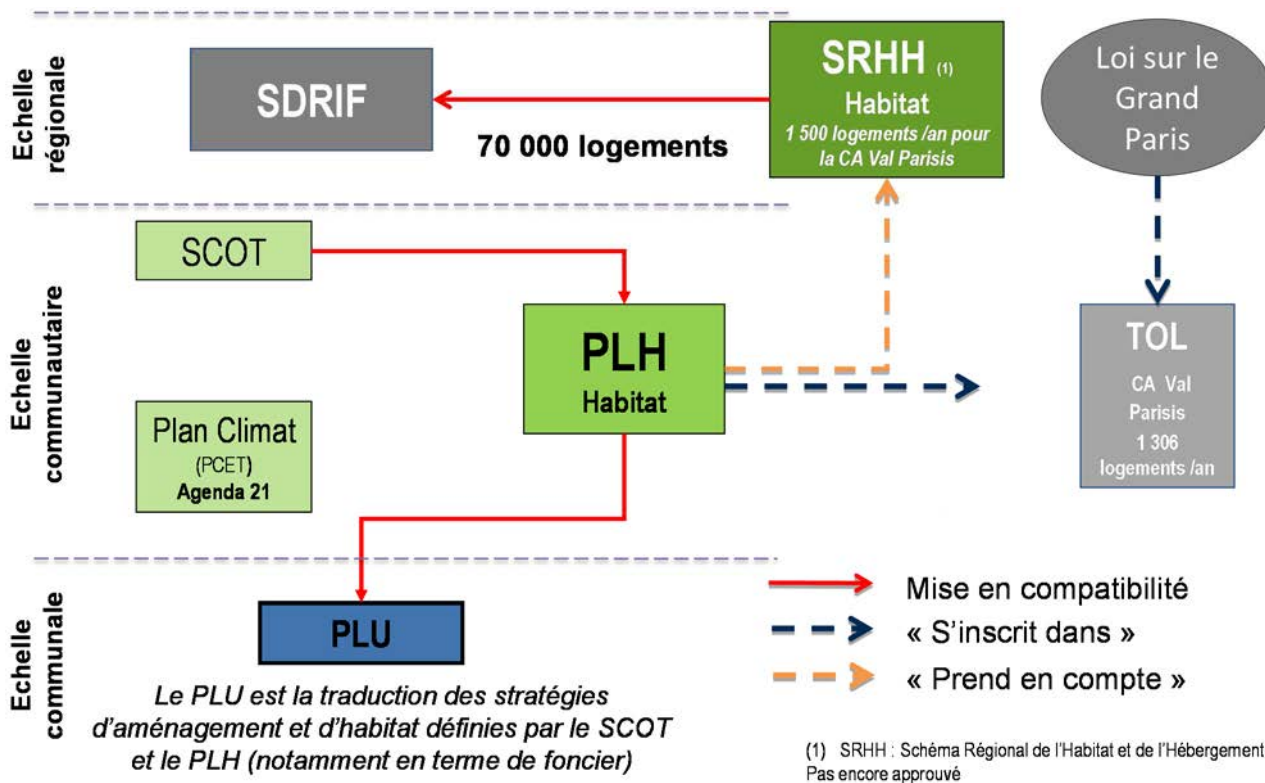 Echelle
régionale
SDRIF
70 000 logements
SRHH (1)
Habitat
1 500 logements /an pour
la CA Val Parisis
Loi sur le
Grand
Paris
Echelle
communautaire
SCOT
PLH
Habitat
Plan Climat
(PCET)
Agenda 21
TOL
CA Val
Parisis
1 306
logements /an
Echelle
communale
PLU
Le PLU est la traduction des stratégies
d'aménagement et d'habitat définies par le SCOT
et le PLH (notamment en terme de foncier)
Mise en compatibilité
« S'inscrit dans »
« Prend en compte »
(1) SRHH : Schéma Régional de l'Habitat et de l'Hébergement
Pas encore approuvé